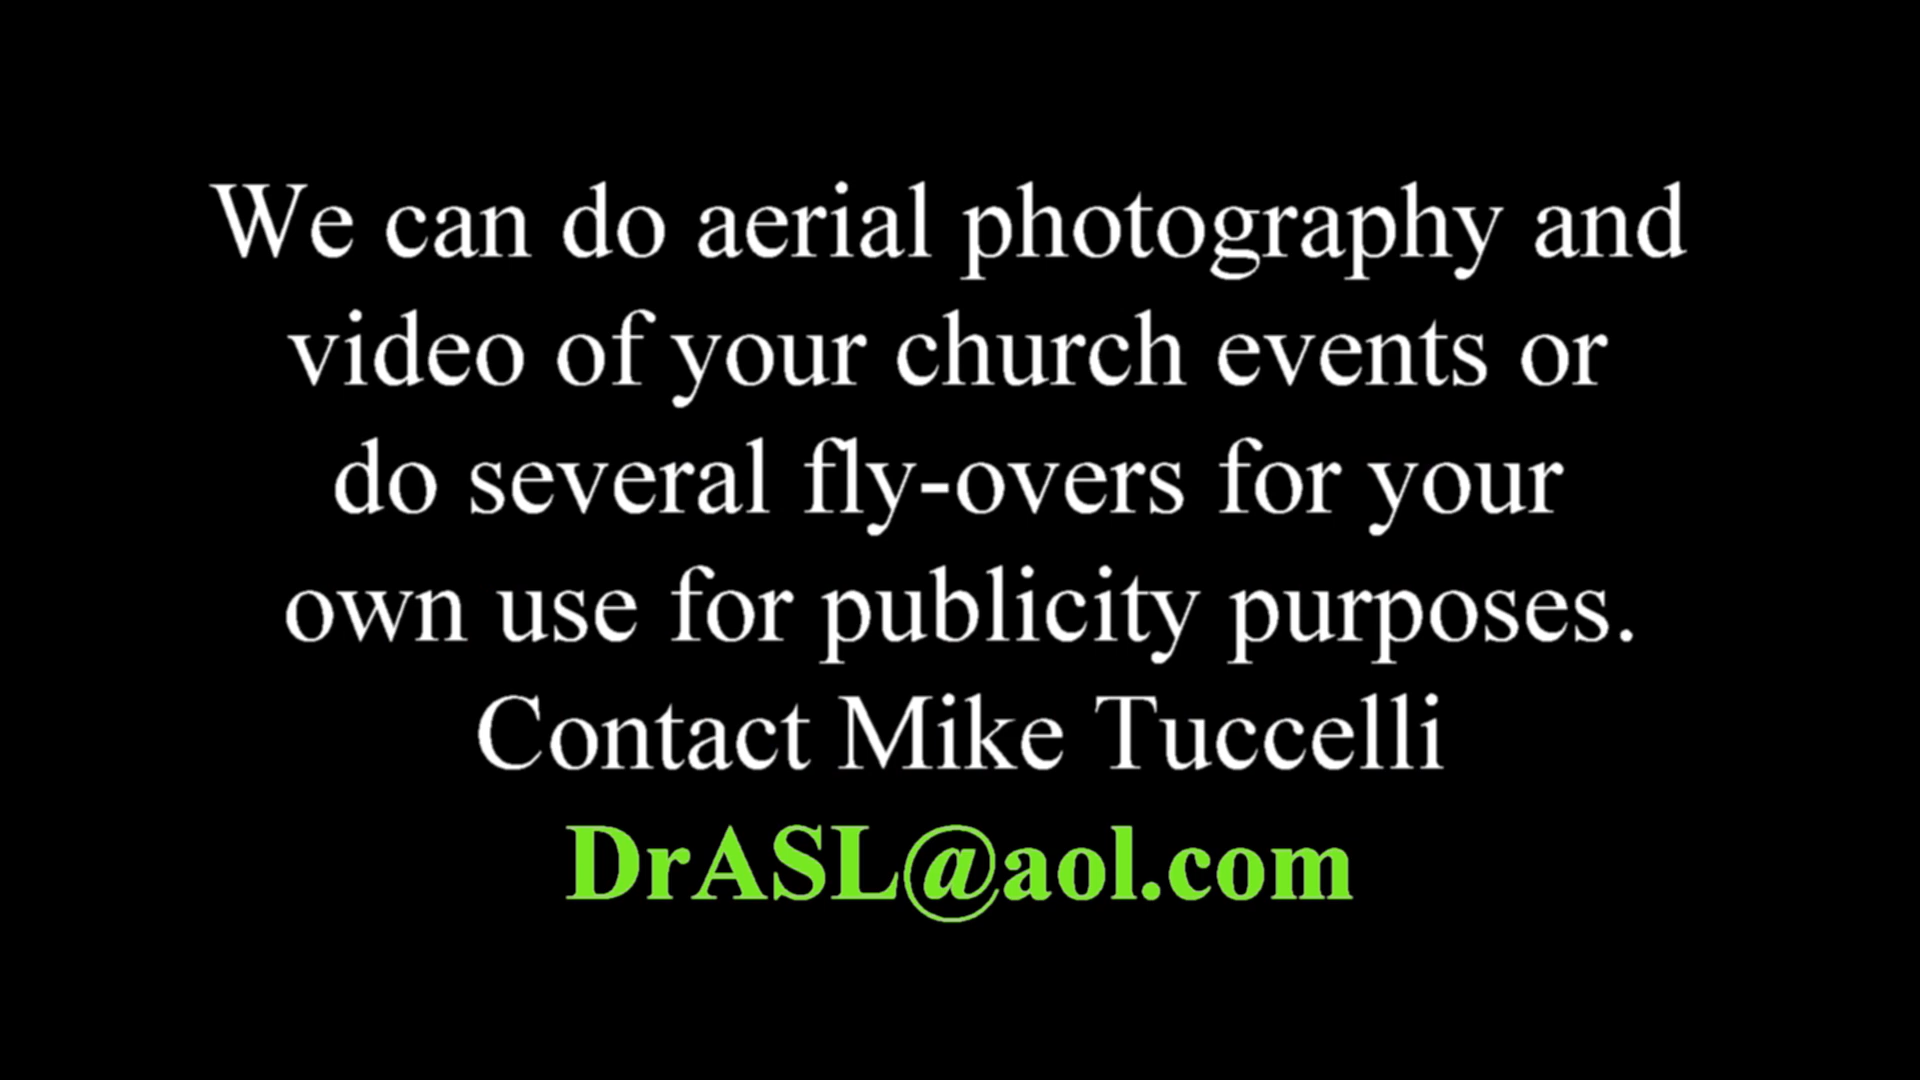 We can do aerial photography and
video of your church events or
do several fly-overs for your
own use for publicity purposes.
Contact Mike Tuccelli
DrASL@aol.com